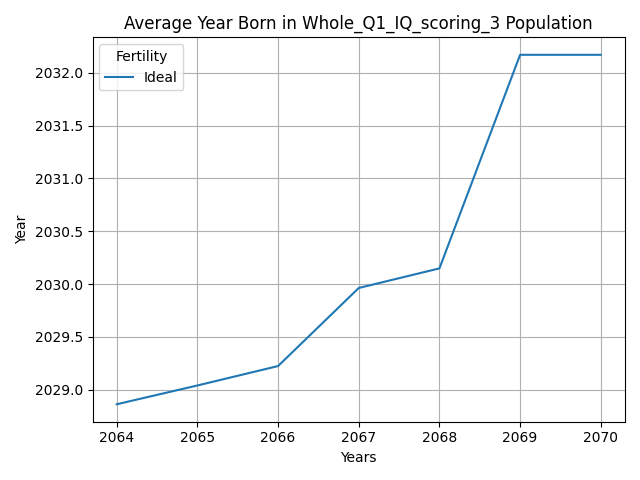 Average Year Born in Whole_Q1_IQ_scoring_3 Population
Fertility
Ideal
Year
2032.0
2031.5
2031.0
2030.5
2030.0
2029.5
2029.0
2064 2065 2066 2067 2068 2069 2070
Years